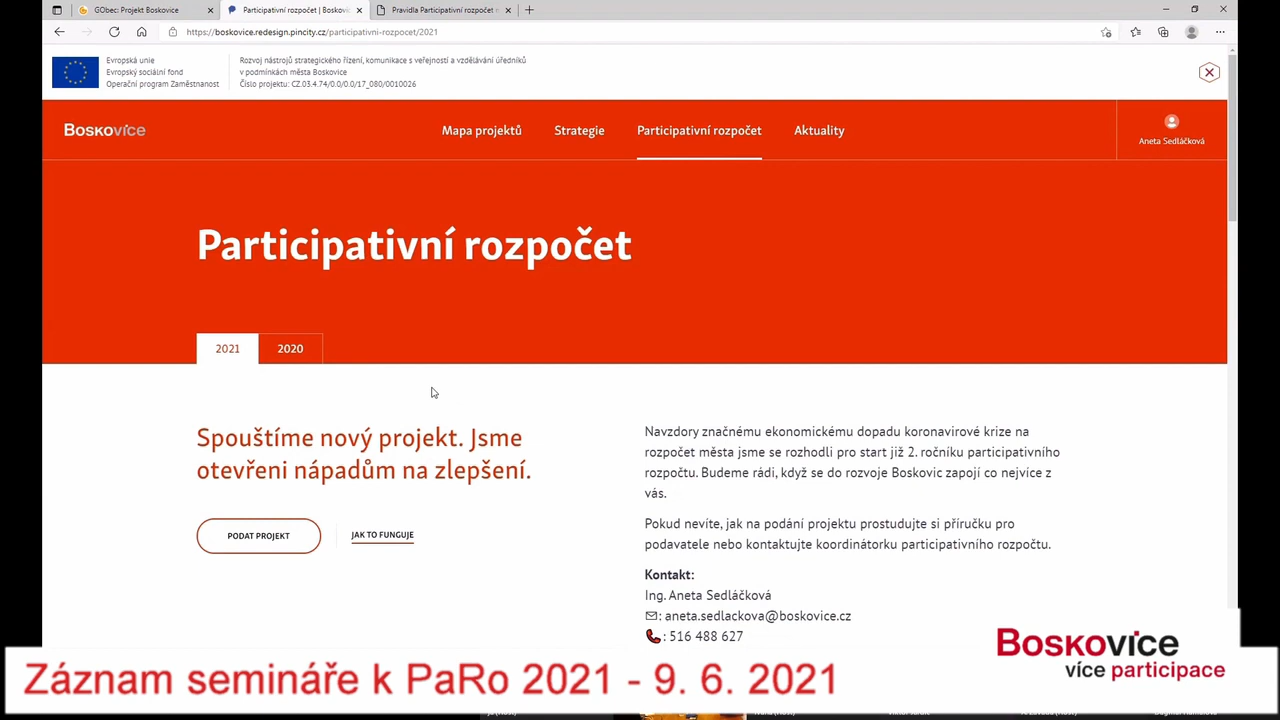 GObec: Projekt Boskovice
Participativní rozpočet | Boskovic
Pravidla Participativní rozpočet v
https://boskovice.redesign.pincity.cz/participativni-rozpocet/2021
Evropská unie
Evropský sociální fond
Operační program Zaměstnanost
Rozvoj nástrojů strategického řízení, komunikace s veřejností a vzdělávání úředníků
v podmínkách města Boskovice
Číslo projektu: CZ.03.4.74/0.0/0.0/17_080/0010026
Boskovice
Mapa projektů
Strategie
Participativní rozpočet
Aktuality
Aneta Sedláčková
Participativní rozpočet
2021
2020
Spouštíme nový projekt. Jsme
otevřeni nápadům na zlepšení.
PODAT PROJEKT
JAK TO FUNGUJE
Navzdory značnému ekonomickému dopadu koronavirové krize na
rozpočet města jsme se rozhodli pro start již 2. ročníku participativního
rozpočtu. Budeme rádi, když se do rozvoje Boskovic zapojí co nejvíce z
vás.
Pokud nevíte, jak na podání projektu prostudujte si příručku pro
podavatele nebo kontaktujte koordinátorku participativního rozpočtu.
Kontakt:
Ing. Aneta Sedláčková
: aneta.sedlackova@boskovice.cz
: 516 488 627
Boskovice
více participace
Záznam semináře k PaRo 2021 - 9. 6. 2021